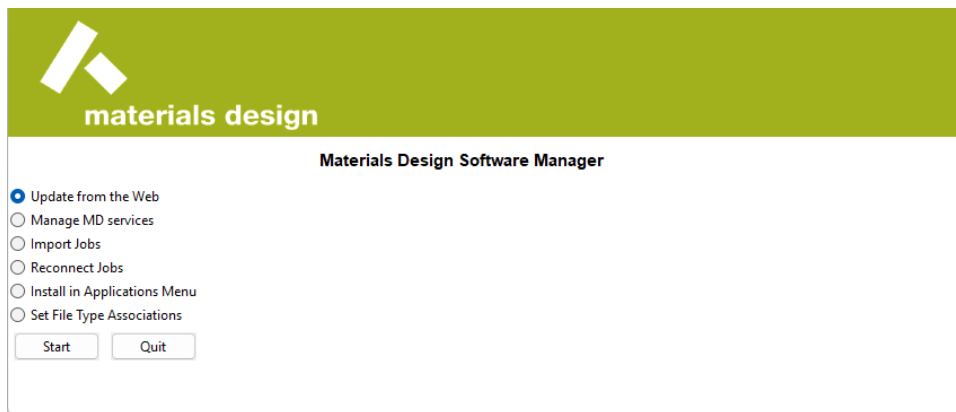 materials design
Materials Design Software Manager
Update from the Web
Manage MD services
Import Jobs
Reconnect Jobs
Install in Applications Menu
Set File Type Associations
Start Quit